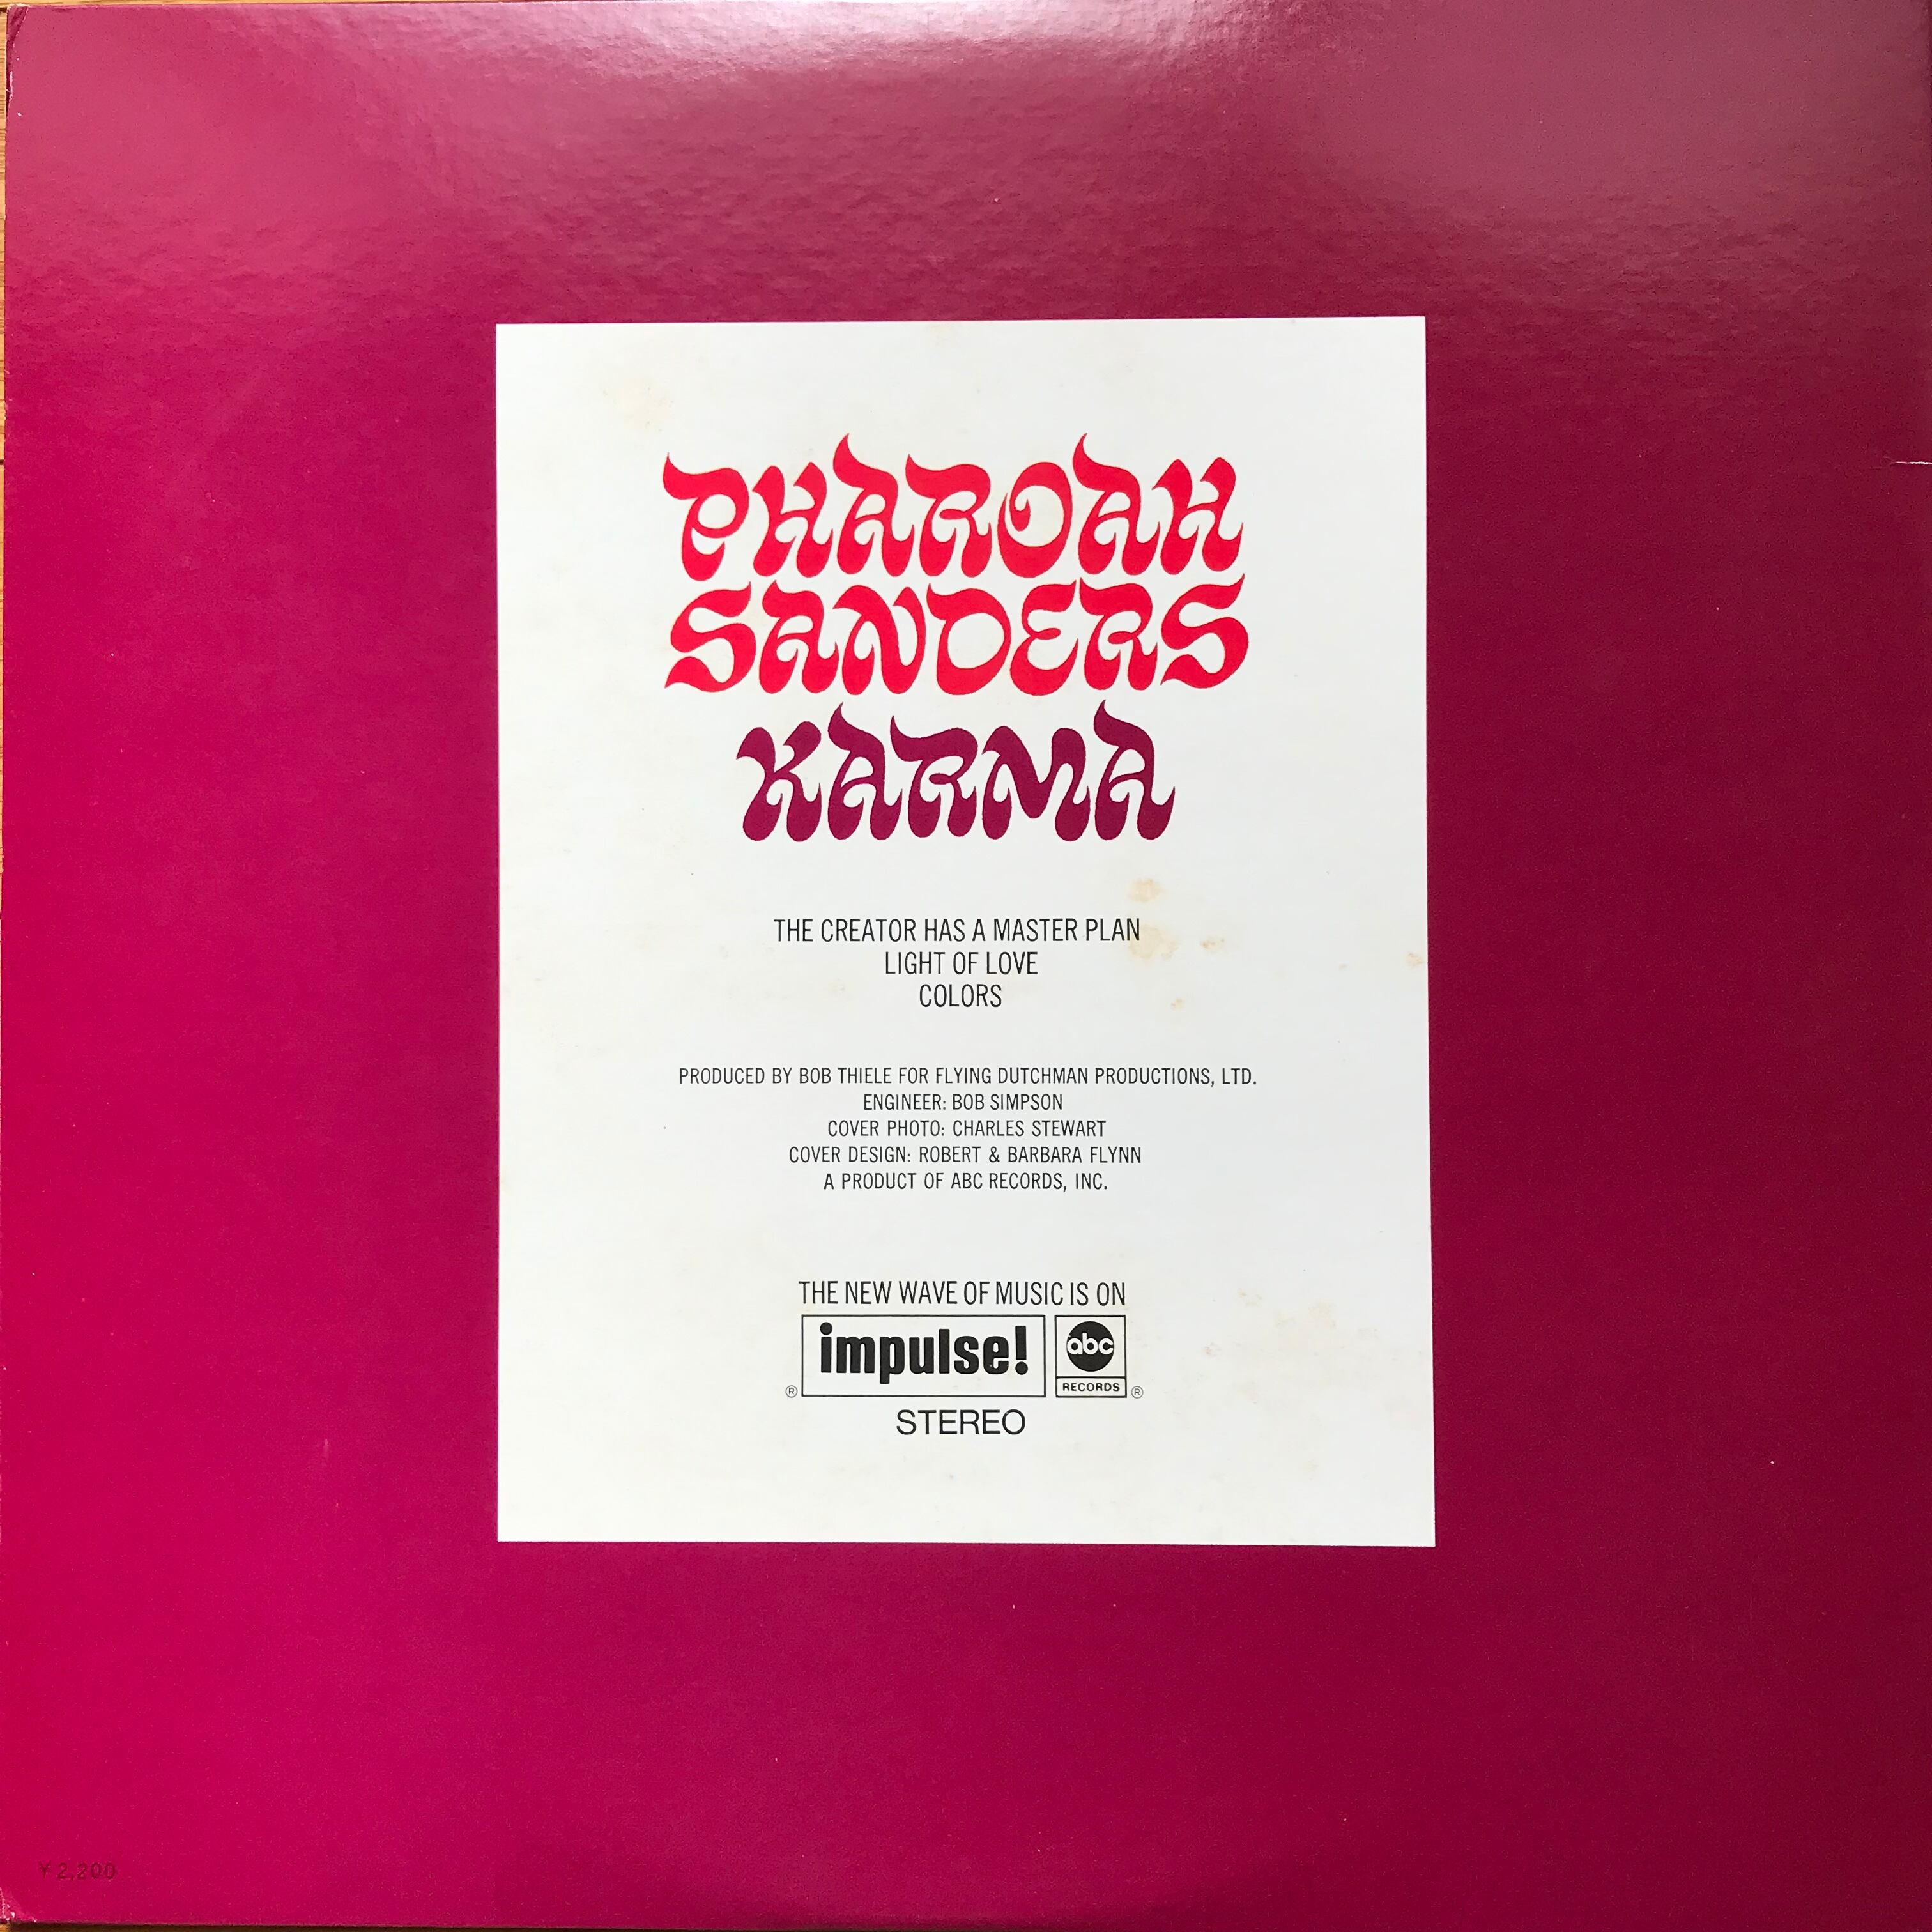 PHAROAH
SANDERS
KARMA
THE CREATOR HAS A MASTER PLAN
LIGHT OF LOVE
COLORS
PRODUCED BY BOB THIELE FOR FLYING DUTCHMAN PRODUCTIONS, LTD.
ENGINEER: BOB SIMPSON
COVER PHOTO: CHARLES STEWART
COVER DESIGN: ROBERT & BARBARA FLYNN
A PRODUCT OF ABC RECORDS, INC.
THE NEW WAVE OF MUSIC IS ON
® impulse! abc RECORDS ®
STEREO
¥2,200